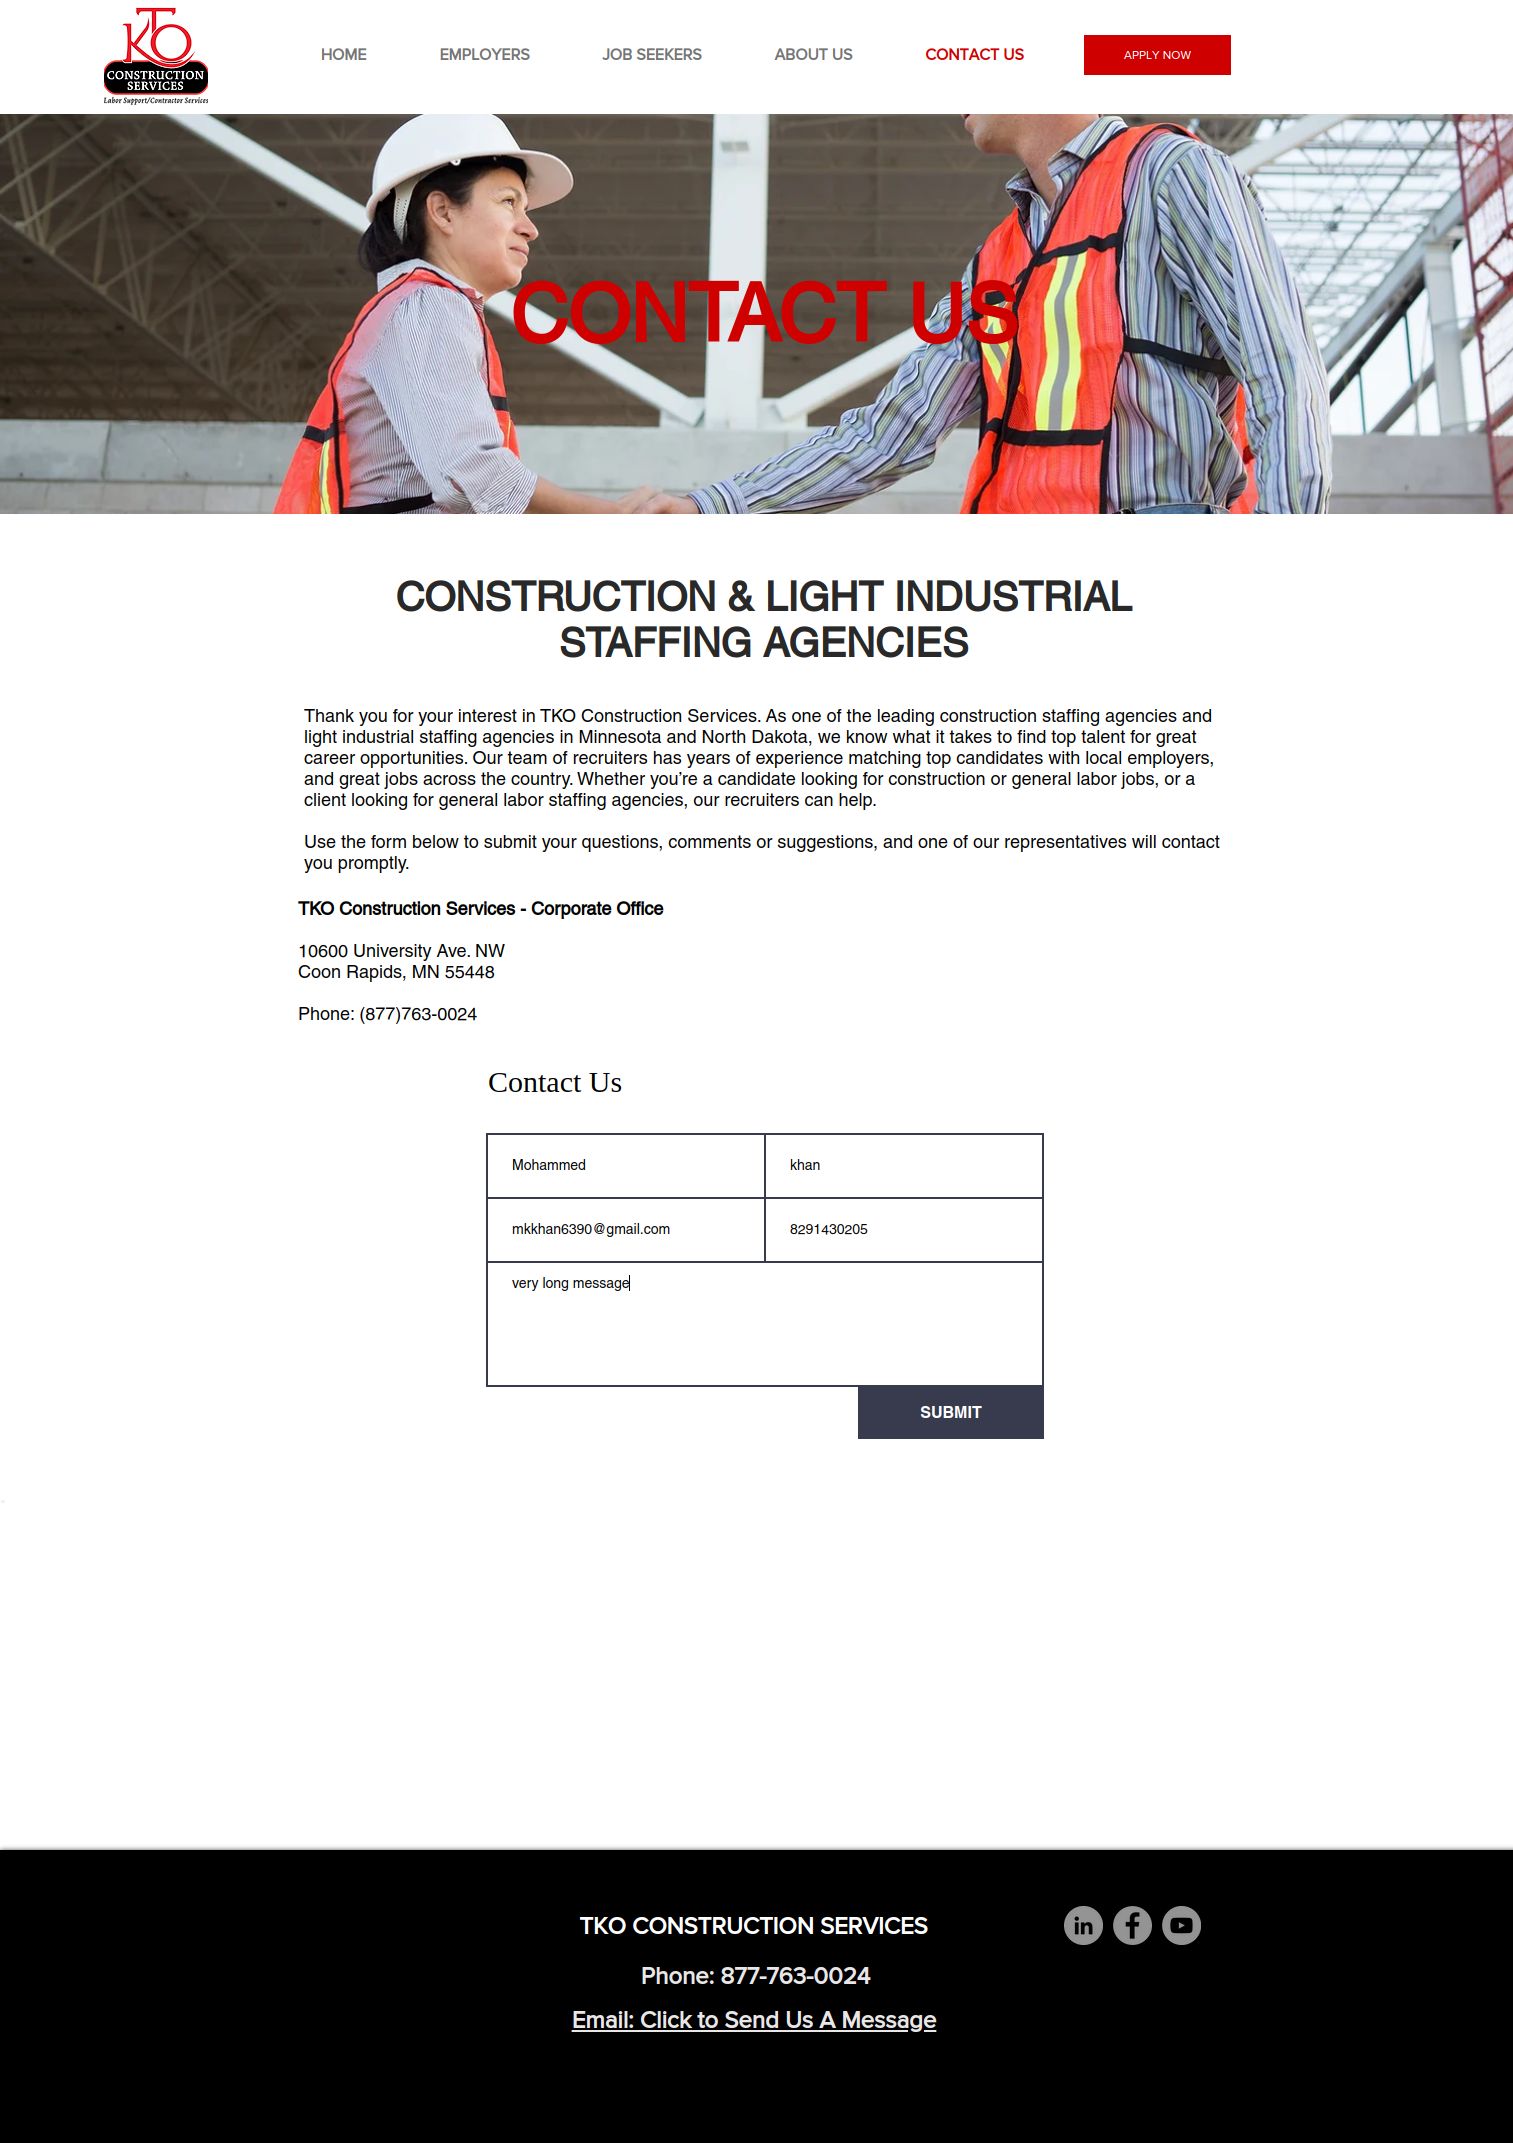 KTO
CONSTRUCTION
SERVICES
Labor Support/Contractor Services
HOME
EMPLOYERS
JOB SEEKERS
ABOUT US
CONTACT US
APPLY NOW
CONTACT US
CONSTRUCTION & LIGHT INDUSTRIAL
STAFFING AGENCIES
Thank you for your interest in TKO Construction Services. As one of the leading construction staffing agencies and
light industrial staffing agencies in Minnesota and North Dakota, we know what it takes to find top talent for great
career opportunities. Our team of recruiters has years of experience matching top candidates with local employers,
and great jobs across the country. Whether you’re a candidate looking for construction or general labor jobs, or a
client looking for general labor staffing agencies, our recruiters can help.
Use the form below to submit your questions, comments or suggestions, and one of our representatives will contact
you promptly.
TKO Construction Services - Corporate Office
10600 University Ave. NW
Coon Rapids, MN 55448
Phone: (877)763-0024
Contact Us
Mohammed
khan
mkkhan6390@gmail.com
8291430205
very long message
SUBMIT
TKO CONSTRUCTION SERVICES
in
Phone: 877-763-0024
Email: Click to Send Us A Message